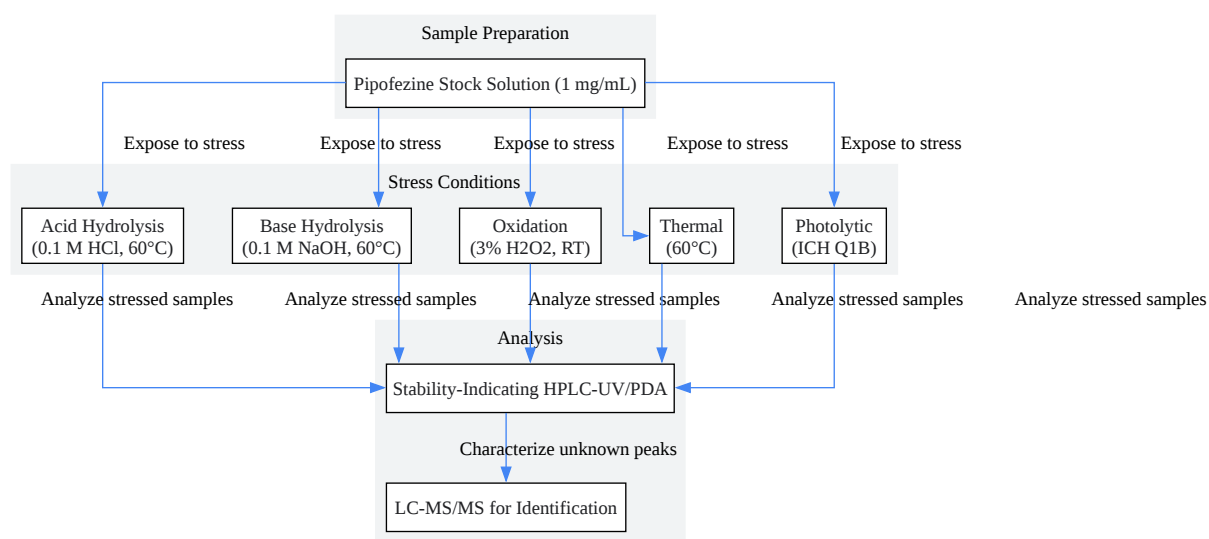 Sample Preparation
Pipofezine Stock Solution (1 mg/mL)
Expose to stress
Expose to stress
Expose to stress
Expose to stress
Expose to stress
Stress Conditions
Acid Hydrolysis
(0.1 M HCl, 60°C)
Base Hydrolysis
(0.1 M NaOH, 60°C)
Oxidation
(3% H2O2, RT)
Thermal
(60°C)
Photolytic
(ICH Q1B)
Analyze stressed samples
Analyze stressed samples
Analyze stressed samples
Analyze stressed samples
Analyze stressed samples
Analysis
Stability-Indicating HPLC-UV/PDA
Characterize unknown peaks
LC-MS/MS for Identification